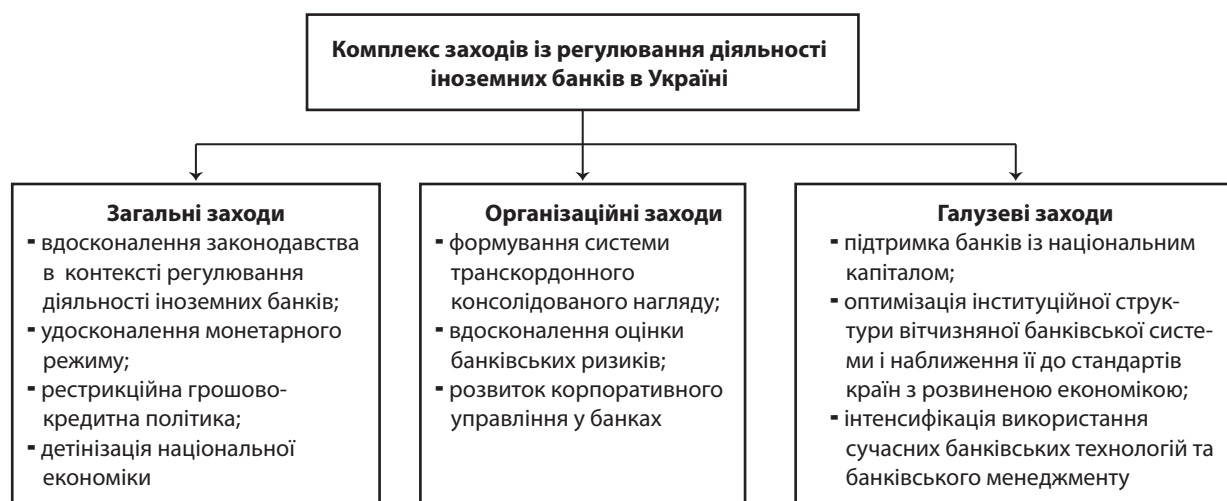 Комплекс заходів із регулювання діяльності
іноземних банків в Україні
Загальні заходи
- вдосконалення законодавства
в контексті регулювання
діяльності іноземних банків;
- удосконалення монетарного
режиму;
- рестрикційна грошово-
кредитна політика;
- детінізація національної
економіки
Організаційні заходи
- формування системи
транскордонного
консолідованого нагляду;
- вдосконалення оцінки
банківських ризиків;
- розвиток корпоративного
управління у банках
Галузеві заходи
- підтримка банків із національним
капіталом;
- оптимізація інституційної струк-
тури вітчизняної банківської систе-
ми і наближення її до стандартів
країн з розвиненою економікою;
- інтенсифікація використання
сучасних банківських технологій та
банківського менеджменту